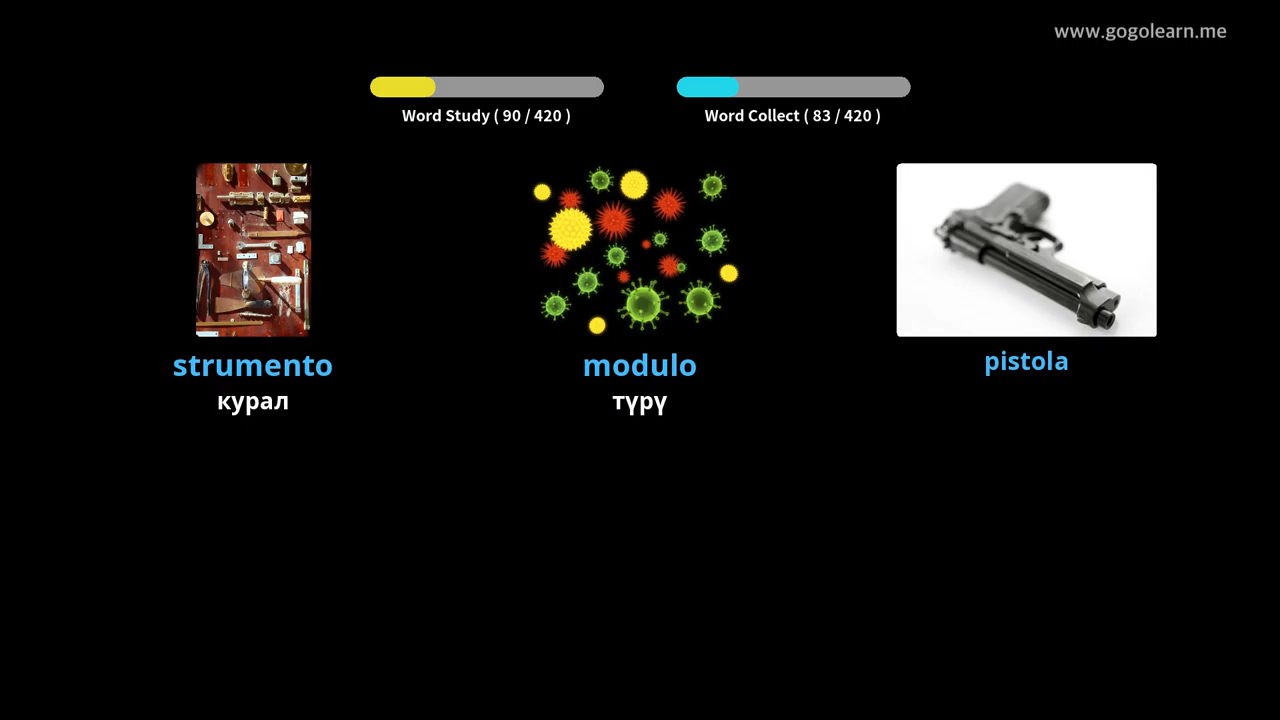 www.gogolearn.me
Word Study ( 90 / 420 )
Word Collect ( 83 / 420 )
strumento
курал
modulo
түрү
pistola